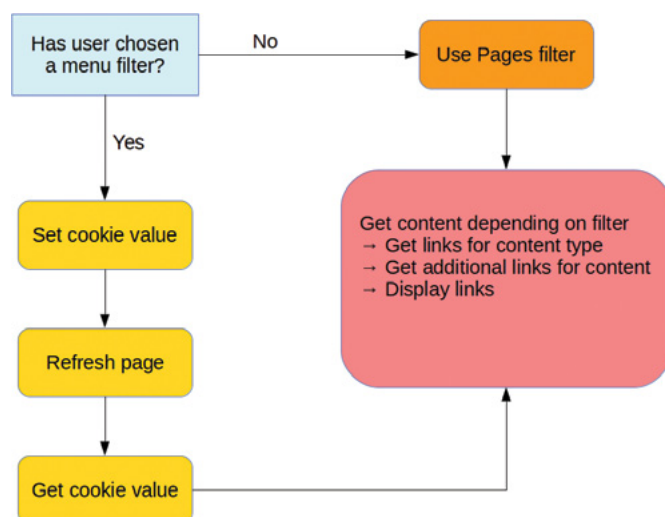 Has user chosen
a menu filter?
No
Use Pages filter
Yes
Set cookie value
Get content depending on filter
→ Get links for content type
→ Get additional links for content
→ Display links
Refresh page
Get cookie value